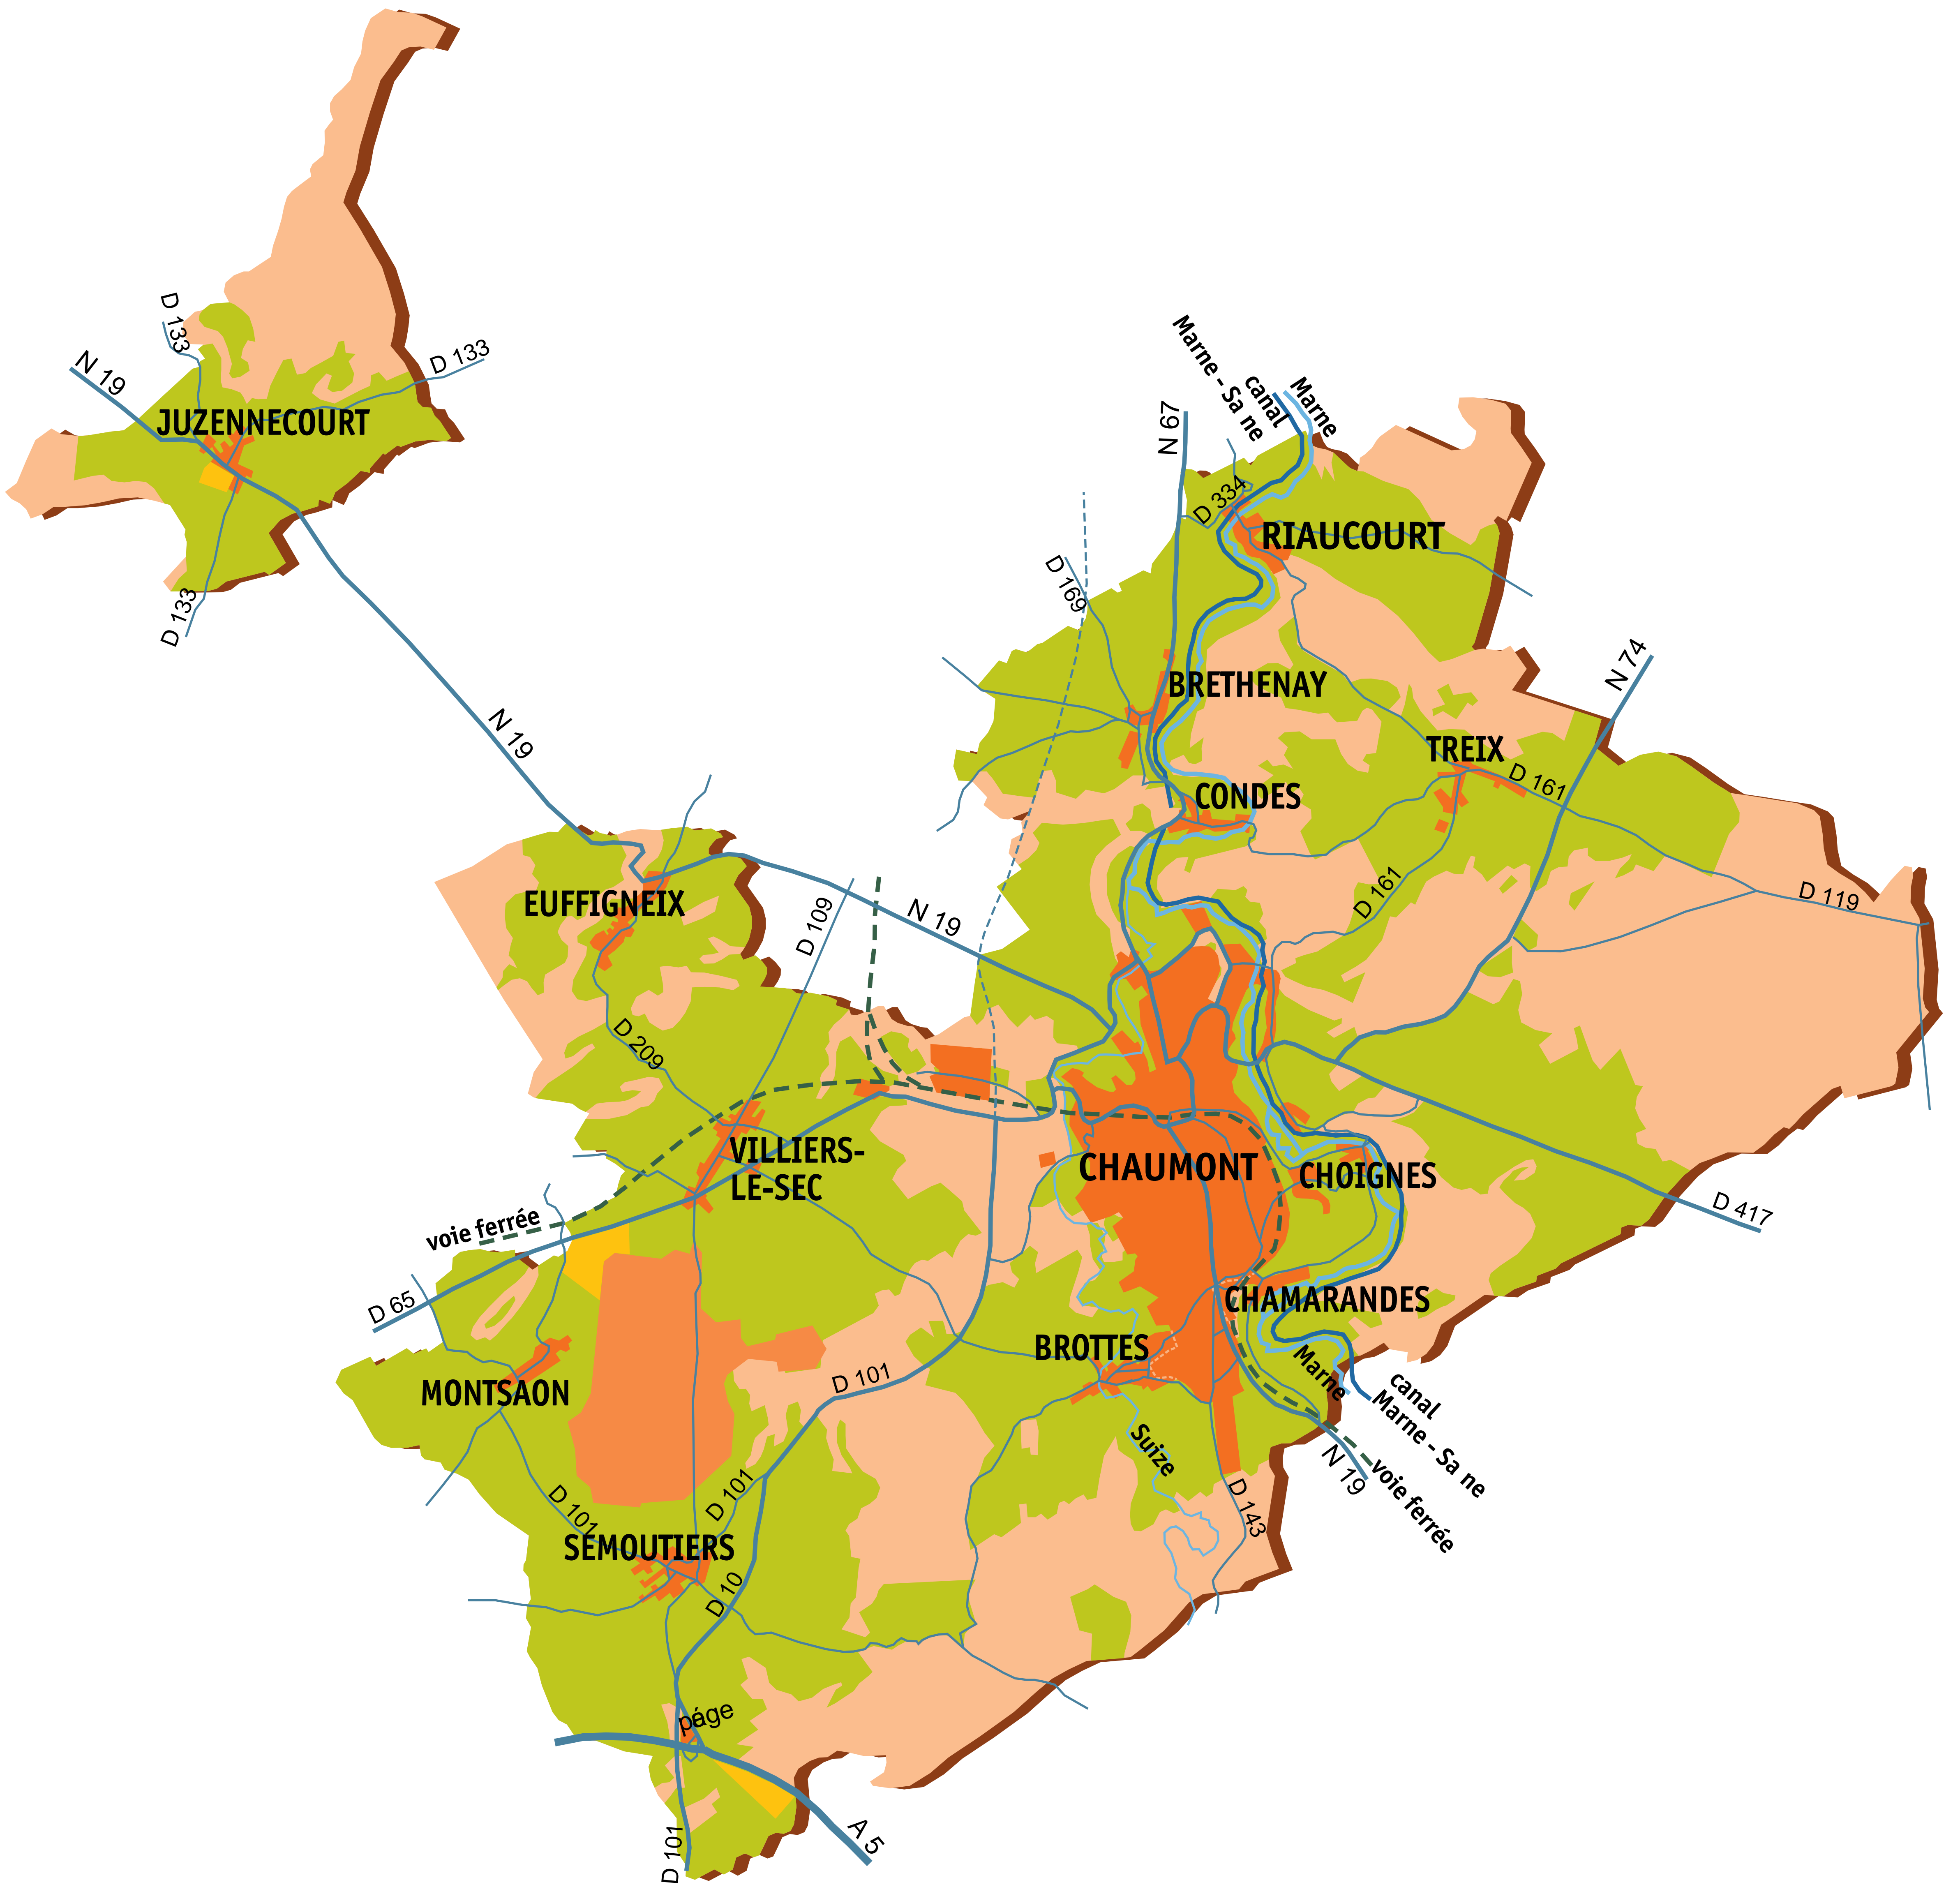 D 133
N 19
D 133
JUZENNECOURT
D 133
N 19
Marne - Sa ne
canal
Marne
N 67
D 334
RIAUCOURT
D 169
BRETHENAY
N 74
TREIX
D 161
CONDES
D 161
D 119
EUFFIGNEIX
D 109
N 19
D 209
VILLIERS-
LE-SEC
CHAUMONT
CHOIGNES
voie ferrée
D 417
D 65
CHAMARANDES
BROTTES
MONTSAON
D 101
Marne
canal
Marne - Sa ne
Suize
N 19
voie ferrée
D 143
D 101
D 101
SEMOUTIERS
D 10
A 5
D 101